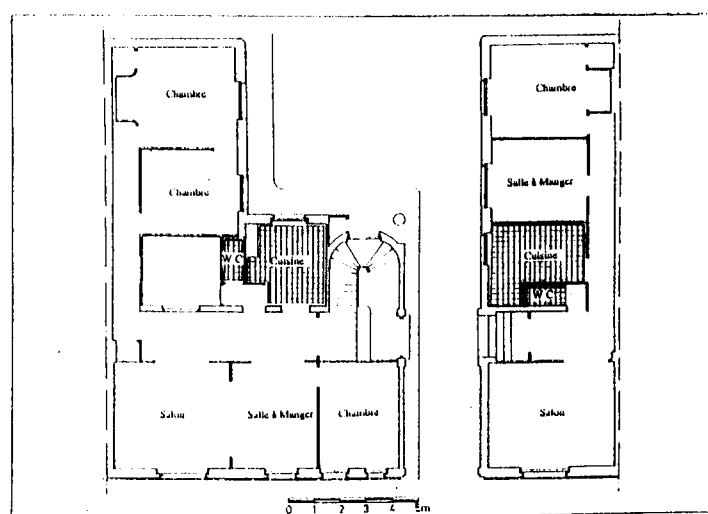 Chambre
Chambre
W C
Cuisine
Salon
Salle à Manger
Chambre
Chambre
Salle à Manger
Cuisine
W C
Salon
0 1 2 3 4 5m